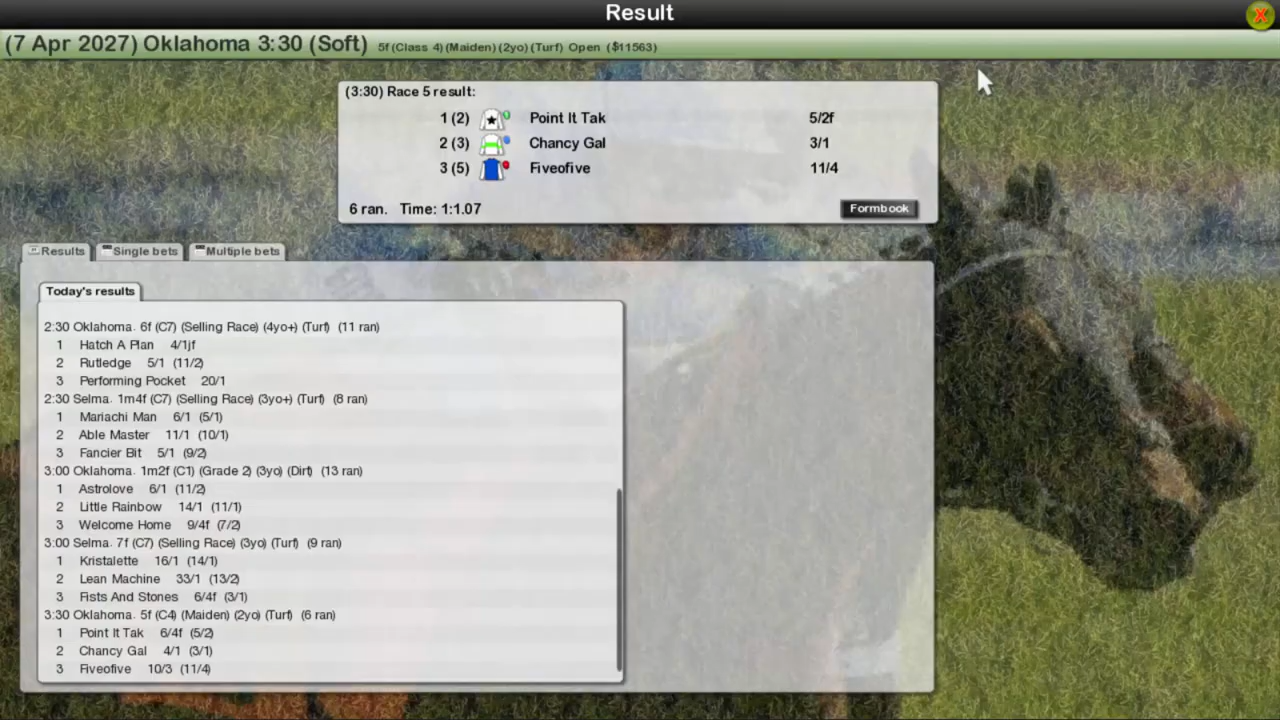 Result
X
(7 Apr 2027) Oklahoma 3:30 (Soft) 5f (Class 4) (Maiden) (2yo) (Turf) Open ($11563)
(3:30) Race 5 result:
1 (2) Point It Tak 5/2f
2 (3) Chancy Gal 3/1
3 (5) Fiveofive 11/4
6 ran. Time: 1:1.07
Formbook
Results Single bets Multiple bets
Today's results
2:30 Oklahoma. 6f (C7) (Selling Race) (4yo+) (Turf) (11 ran)
1 Hatch A Plan 4/1jf
2 Rutledge 5/1 (11/2)
3 Performing Pocket 20/1
2:30 Selma. 1m4f (C7) (Selling Race) (3yo+) (Turf) (8 ran)
1 Mariachi Man 6/1 (5/1)
2 Able Master 11/1 (10/1)
3 Fancier Bit 5/1 (9/2)
3:00 Oklahoma. 1m2f (C1) (Grade 2) (3yo) (Dirt) (13 ran)
1 Astrolove 6/1 (11/2)
2 Little Rainbow 14/1 (11/1)
3 Welcome Home 9/4f (7/2)
3:00 Selma. 7f (C7) (Selling Race) (3yo) (Turf) (9 ran)
1 Kristalette 16/1 (14/1)
2 Lean Machine 33/1 (13/2)
3 Fists And Stones 6/4f (3/1)
3:30 Oklahoma. 5f (C4) (Maiden) (2yo) (Turf) (6 ran)
1 Point It Tak 6/4f (5/2)
2 Chancy Gal 4/1 (3/1)
3 Fiveofive 10/3 (11/4)